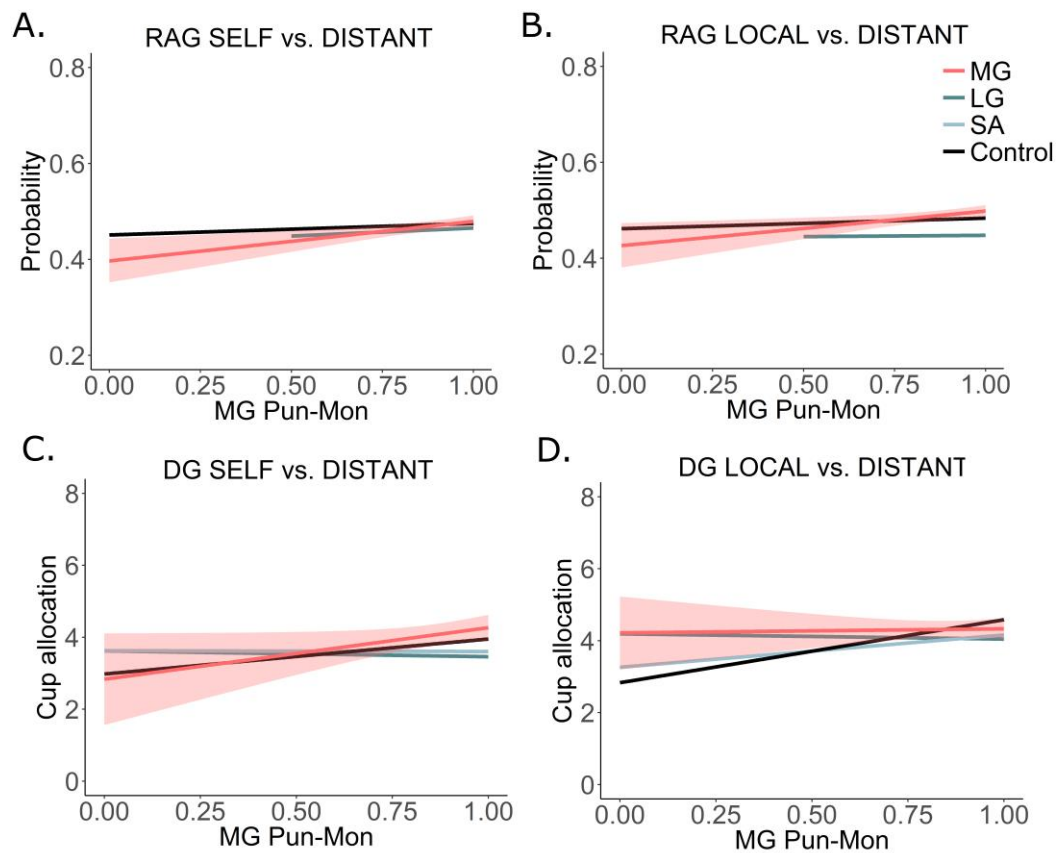 A.
RAG SELF vs. DISTANT
0.8
0.6
0.4
0.2
Probability
0.00 0.25 0.50 0.75 1.00
MG Pun-Mon
B.
RAG LOCAL vs. DISTANT
MG
LG
SA
Control
0.8
0.6
0.4
0.2
Probability
0.00 0.25 0.50 0.75 1.00
MG Pun-Mon
C.
DG SELF vs. DISTANT
8
6
4
2
0
Cup allocation
0.00 0.25 0.50 0.75 1.00
MG Pun-Mon
D.
DG LOCAL vs. DISTANT
8
6
4
2
0
Cup allocation
0.00 0.25 0.50 0.75 1.00
MG Pun-Mon